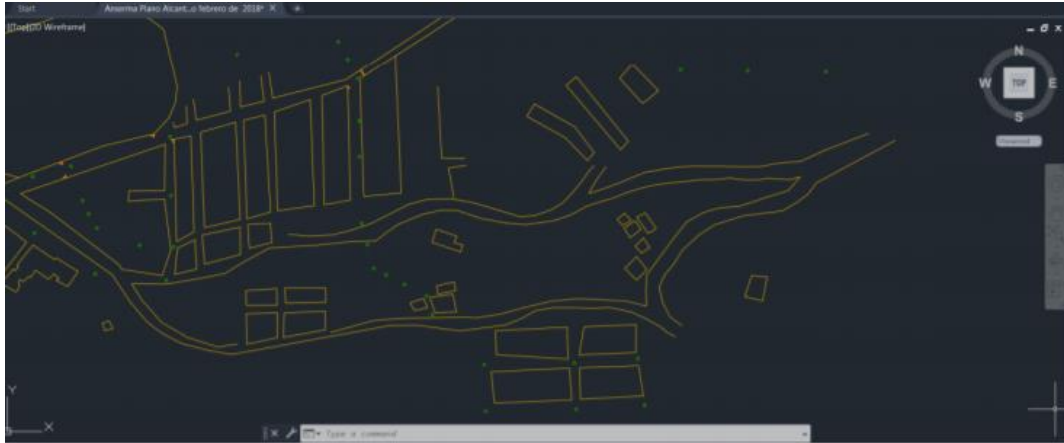 Start Anserma Plano Alcant...o febrero de 2018* × +
[Top][2D Wireframe]
N
W TOP E
S
Y
X
Type a command